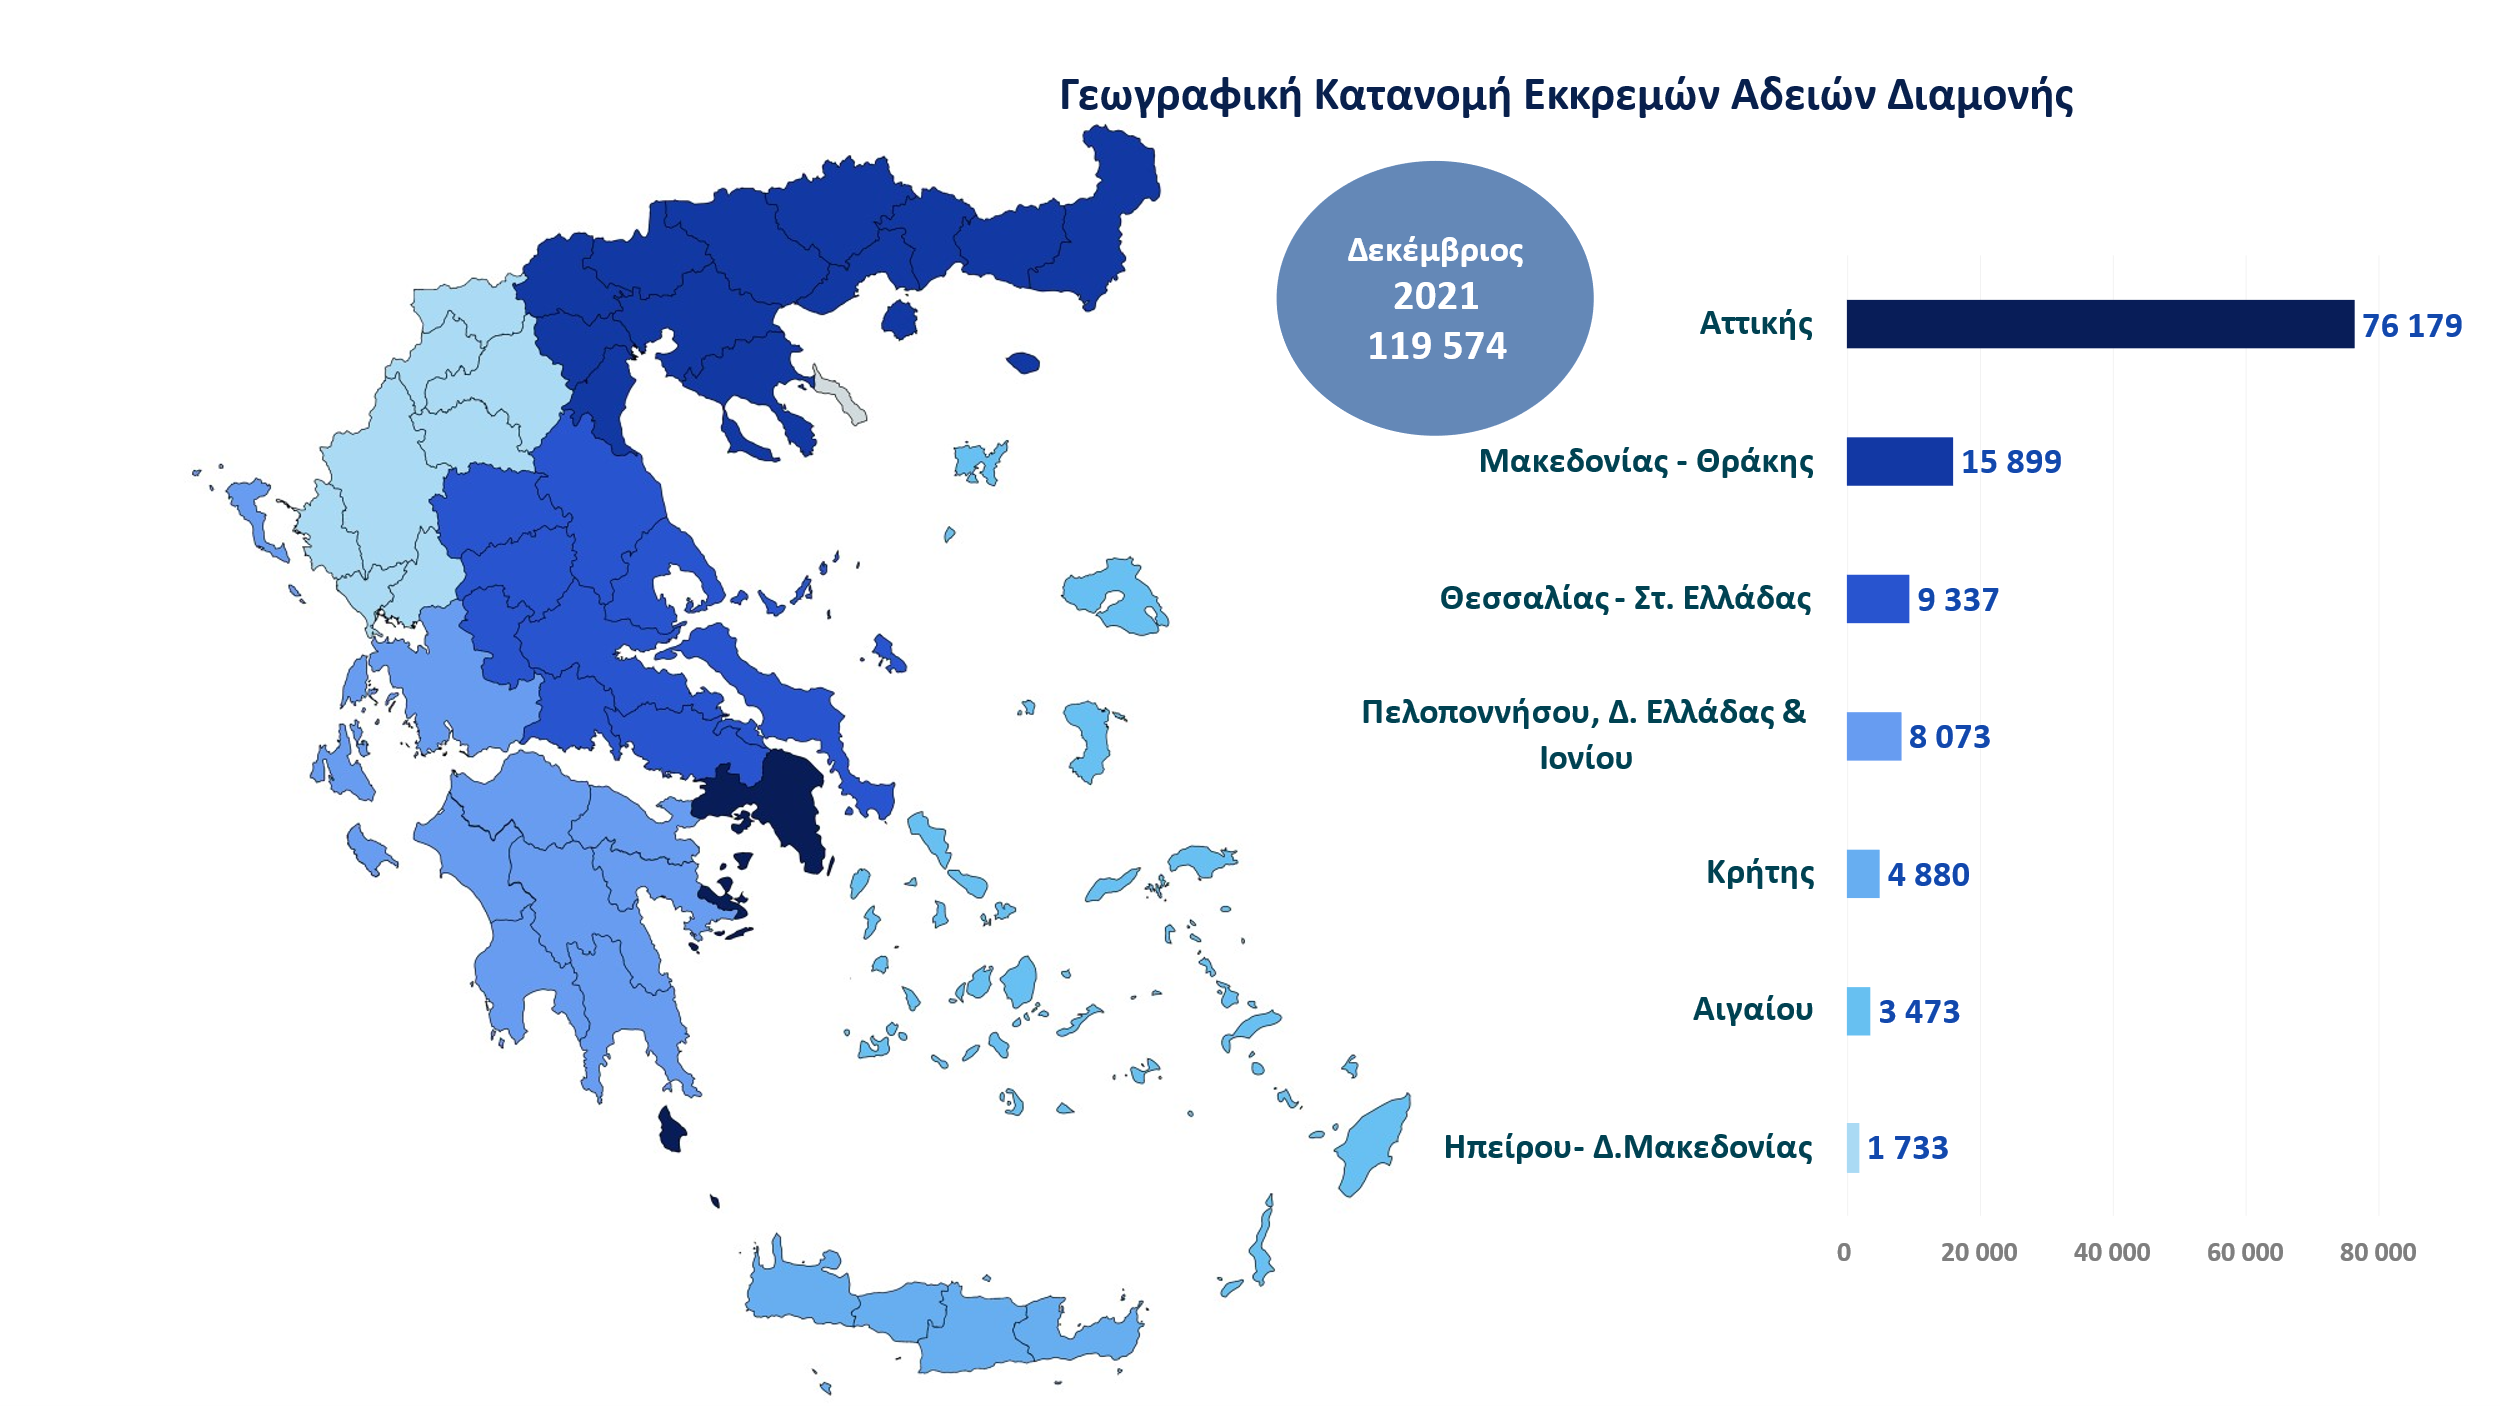 Γεωγραφική Κατανομή Εκκρεμών Αδειών Διαμονής
Δεκέμβριος
2021
119 574
Αττικής 76 179
Μακεδονίας - Θράκης 15 899
Θεσσαλίας - Στ. Ελλάδας 9 337
Πελοποννήσου, Δ. Ελλάδας &
Ιονίου 8 073
Κρήτης 4 880
Αιγαίου 3 473
Ηπείρου- Δ.Μακεδονίας 1 733
0 20 000 40 000 60 000 80 000